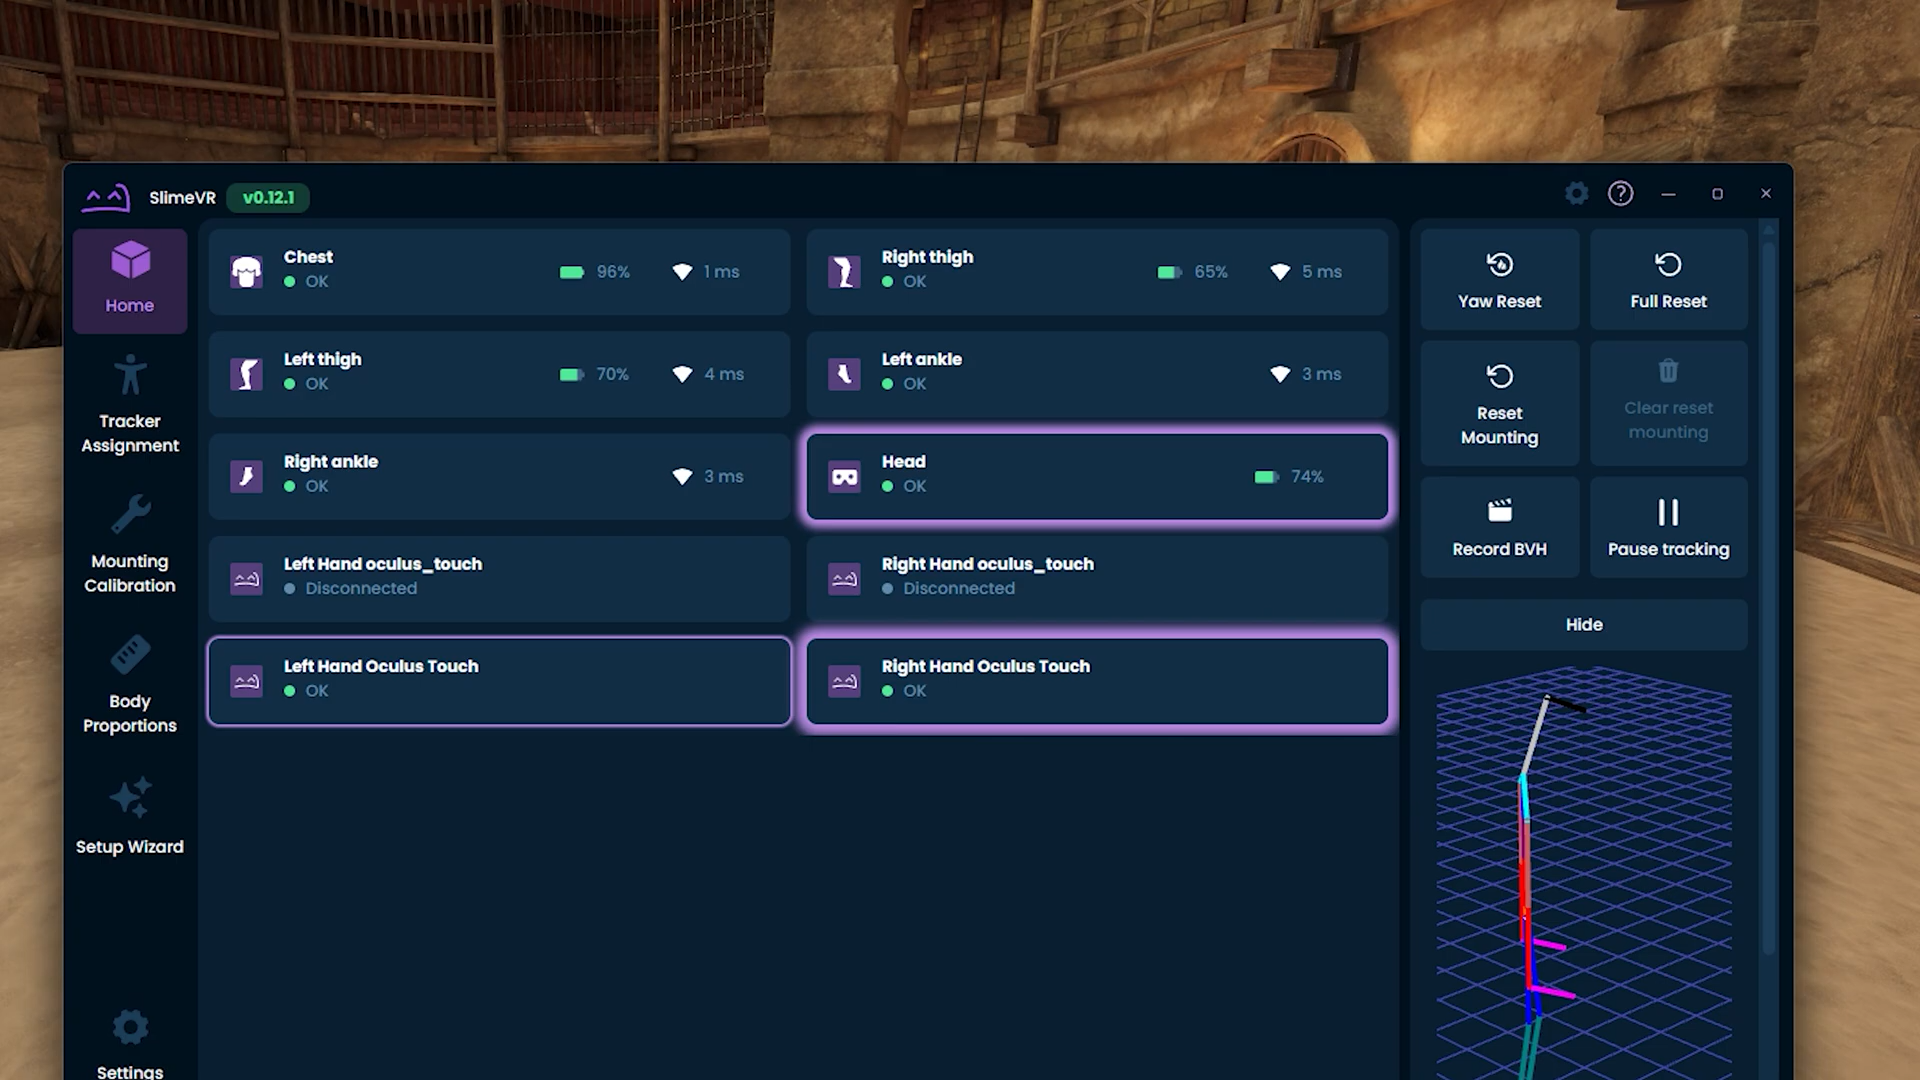 SlimeVR v0.12.1
Home
Tracker
Assignment
Mounting
Calibration
Body
Proportions
Setup Wizard
Settings
Chest
OK
96%
1 ms
Right thigh
OK
65%
5 ms
Left thigh
OK
70%
4 ms
Left ankle
OK
3 ms
Right ankle
OK
3 ms
Head
OK
74%
Left Hand oculus_touch
Disconnected
Right Hand oculus_touch
Disconnected
Left Hand Oculus Touch
OK
Right Hand Oculus Touch
OK
Yaw Reset
Full Reset
Reset
Mounting
Clear reset
mounting
Record BVH
Pause tracking
Hide